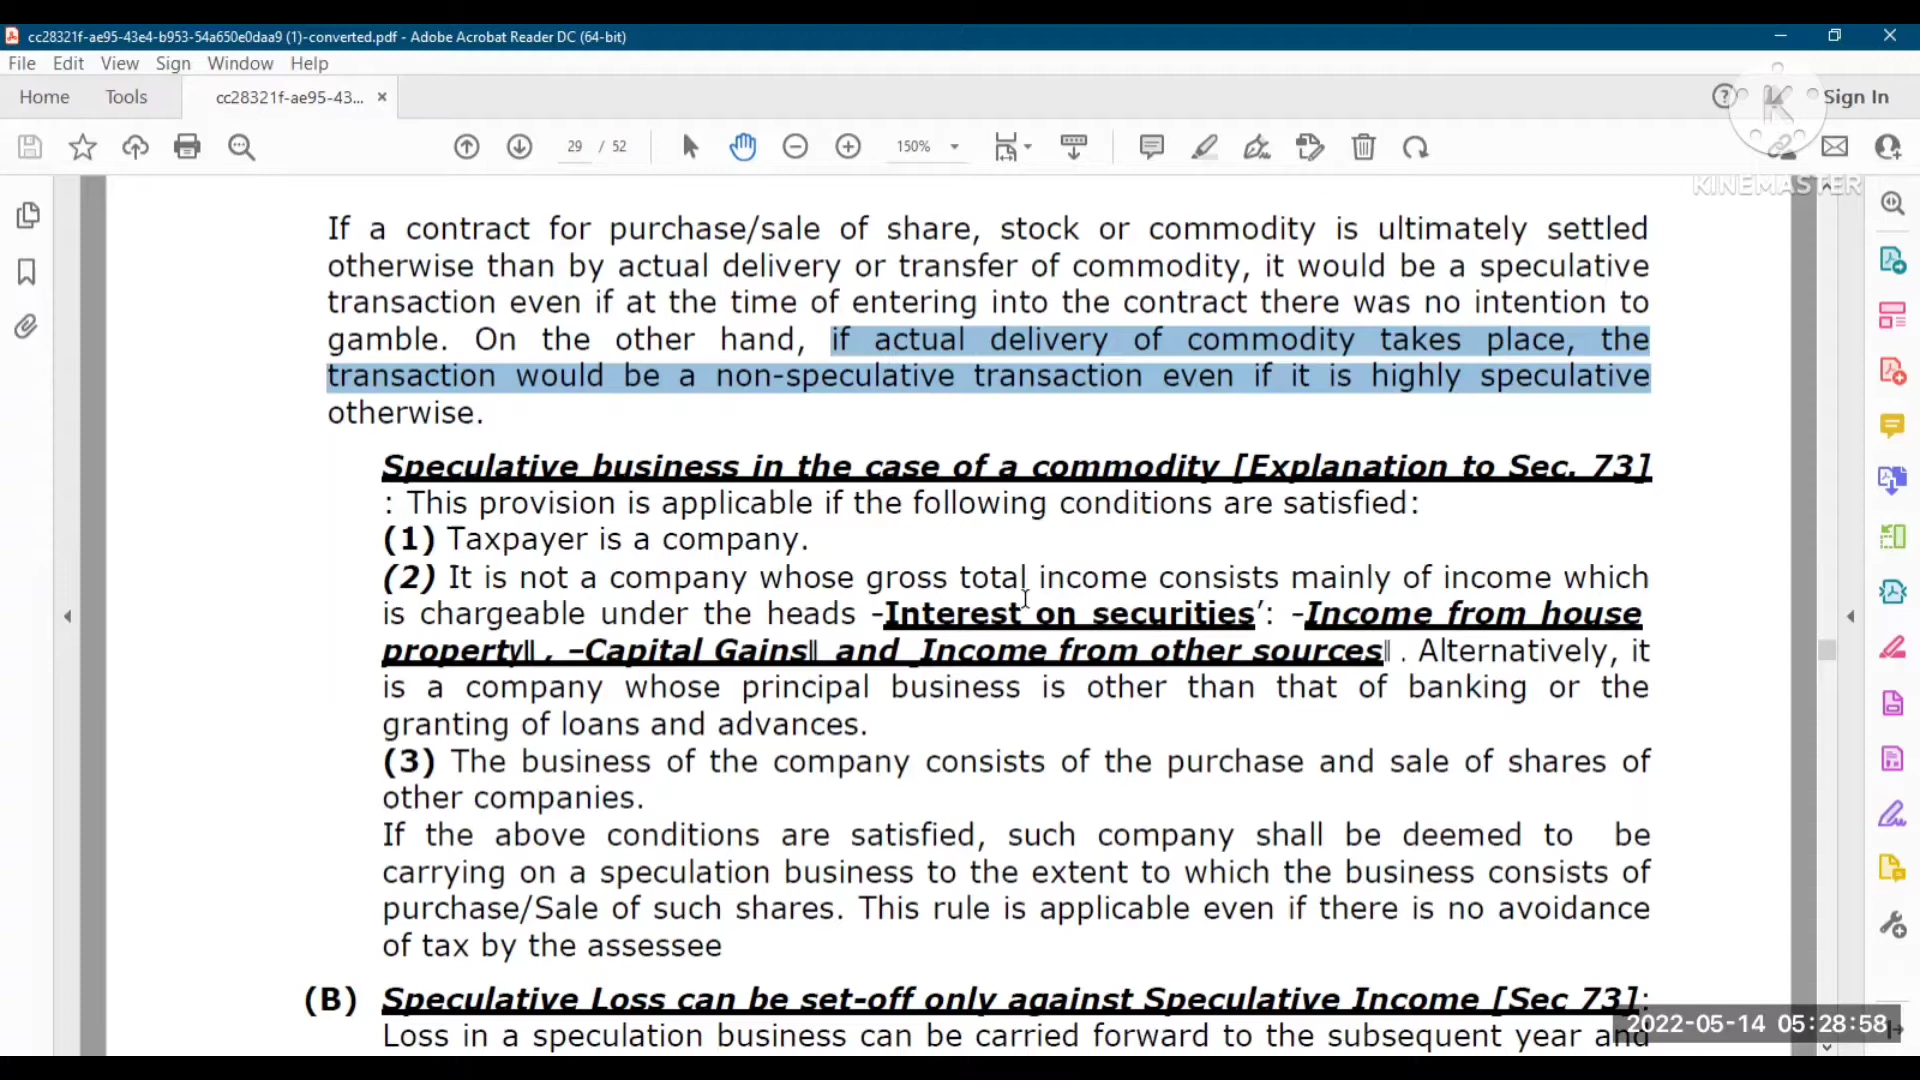 cc28321f-ae95-43e4-b953-54a650e0daa9 (1)-converted.pdf - Adobe Acrobat Reader DC (64-bit)
File Edit View Sign Window Help
Home Tools cc28321f-ae95-43... × Sign In
29 / 52 150%
KINEMASTER
If a contract for purchase/sale of share, stock or commodity is ultimately settled
otherwise than by actual delivery or transfer of commodity, it would be a speculative
transaction even if at the time of entering into the contract there was no intention to
gamble. On the other hand, if actual delivery of commodity takes place, the
transaction would be a non-speculative transaction even if it is highly speculative
otherwise.
Speculative business in the case of a commodity [Explanation to Sec. 73]
: This provision is applicable if the following conditions are satisfied:
(1) Taxpayer is a company.
(2) It is not a company whose gross total income consists mainly of income which
is chargeable under the heads -Interest on securities’: -Income from house
property‖ , –Capital Gains‖ and _Income from other sources‖ . Alternatively, it
is a company whose principal business is other than that of banking or the
granting of loans and advances.
(3) The business of the company consists of the purchase and sale of shares of
other companies.
If the above conditions are satisfied, such company shall be deemed to be
carrying on a speculation business to the extent to which the business consists of
purchase/Sale of such shares. This rule is applicable even if there is no avoidance
of tax by the assessee
(B) Speculative Loss can be set-off only against Speculative Income [Sec 73]:
Loss in a speculation business can be carried forward to the subsequent year and
2022-05-14 05:28:58